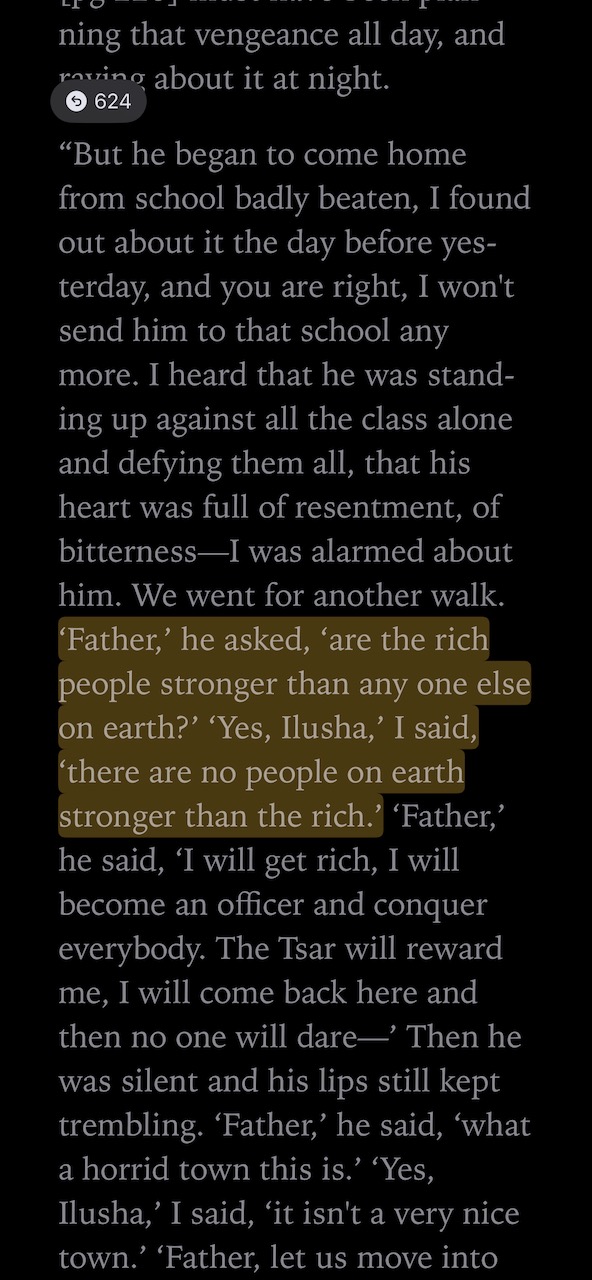 ning that vengeance all day, and
raving about it at night.
624
“But he began to come home
from school badly beaten, I found
out about it the day before yes-
terday, and you are right, I won't
send him to that school any
more. I heard that he was stand-
ing up against all the class alone
and defying them all, that his
heart was full of resentment, of
bitterness—I was alarmed about
him. We went for another walk.
‘Father,’ he asked, ‘are the rich
people stronger than any one else
on earth?’ ‘Yes, Ilusha,’ I said,
‘there are no people on earth
stronger than the rich.’ ‘Father,’
he said, ‘I will get rich, I will
become an officer and conquer
everybody. The Tsar will reward
me, I will come back here and
then no one will dare—’ Then he
was silent and his lips still kept
trembling. ‘Father,’ he said, ‘what
a horrid town this is.’ ‘Yes,
Ilusha,’ I said, ‘it isn't a very nice
town.’ ‘Father, let us move into